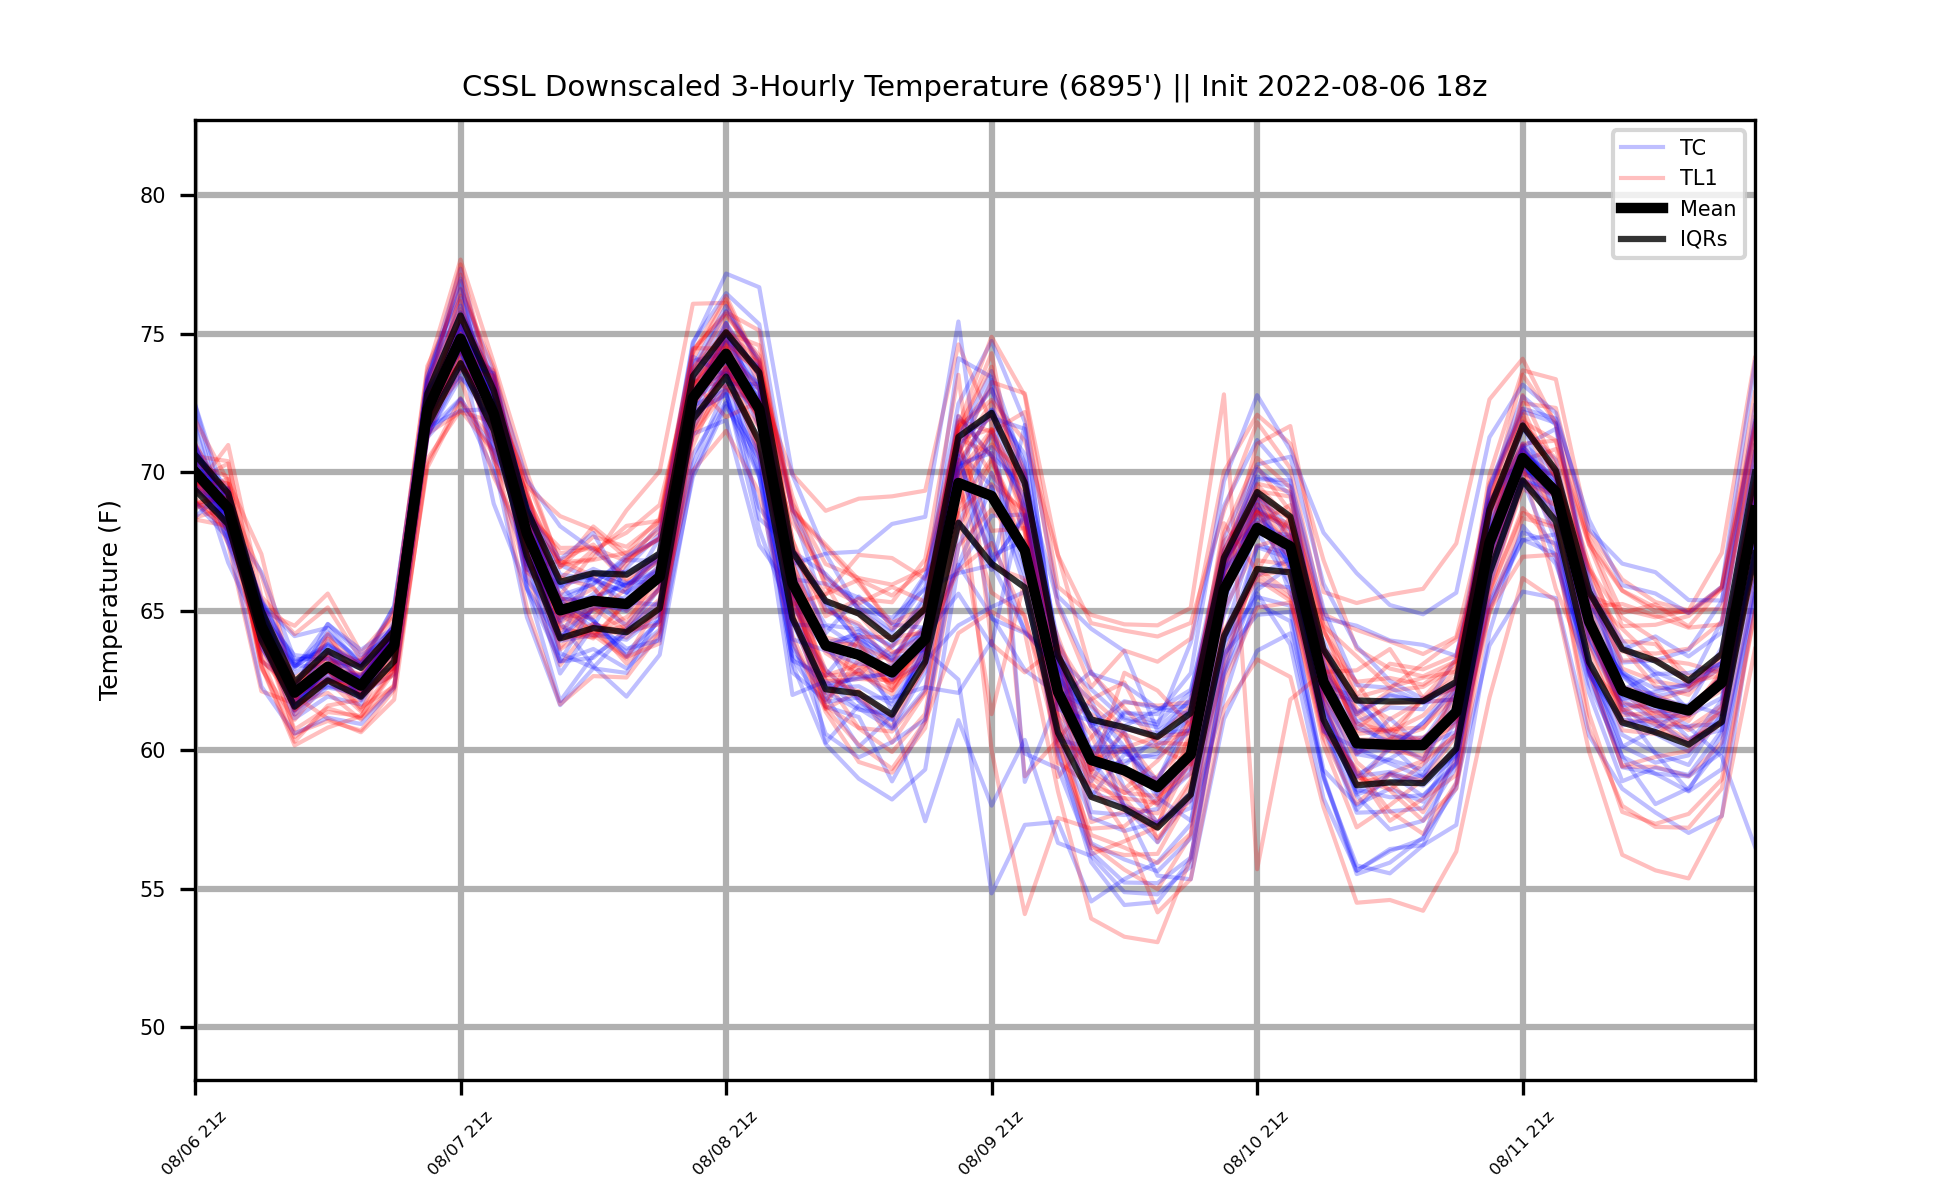 CSSL Downscaled 3-Hourly Temperature (6895') || Init 2022-08-06 18z
TC
TL1
Mean
IQRs
Temperature (F)
80
75
70
65
60
55
50
08/06 21z
08/07 21z
08/08 21z
08/09 21z
08/10 21z
08/11 21z